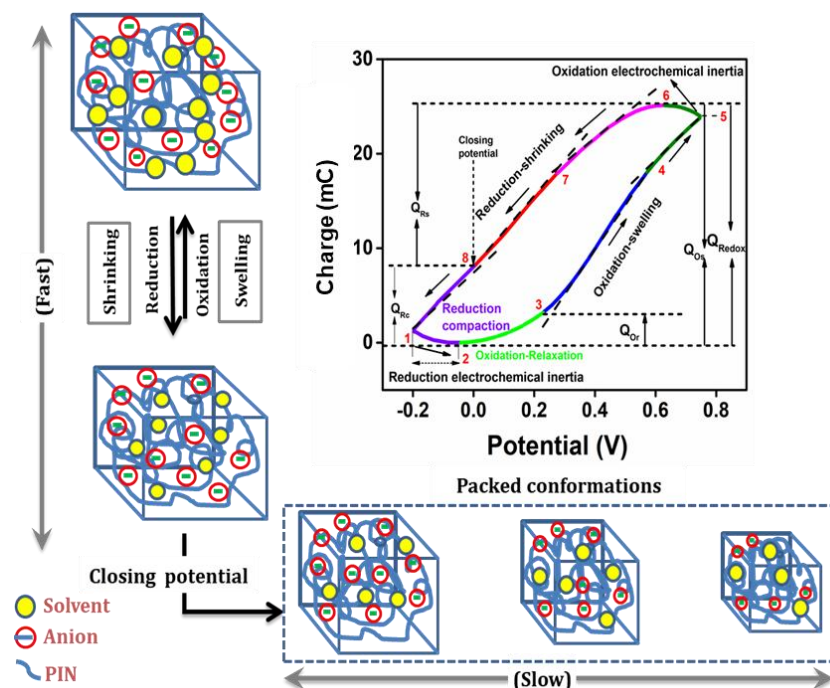 (Fast)
Shrinking
Reduction
Oxidation
Swelling
Closing potential
Solvent
Anion
PIN
Charge (mC)
30
20
10
0
-0.2 0.0 0.2 0.4 0.6 0.8
Potential (V)
Oxidation electrochemical inertia
6
5
Closing
potential
Reduction-shrinking
7
4
Q_Rs
Oxidation-swelling
Q_Os
Q_Redox
8
Q_Rc
Reduction
compaction
3
Q_Or
1
2
Oxidation-Relaxation
Reduction electrochemical inertia
Packed conformations
(Slow)